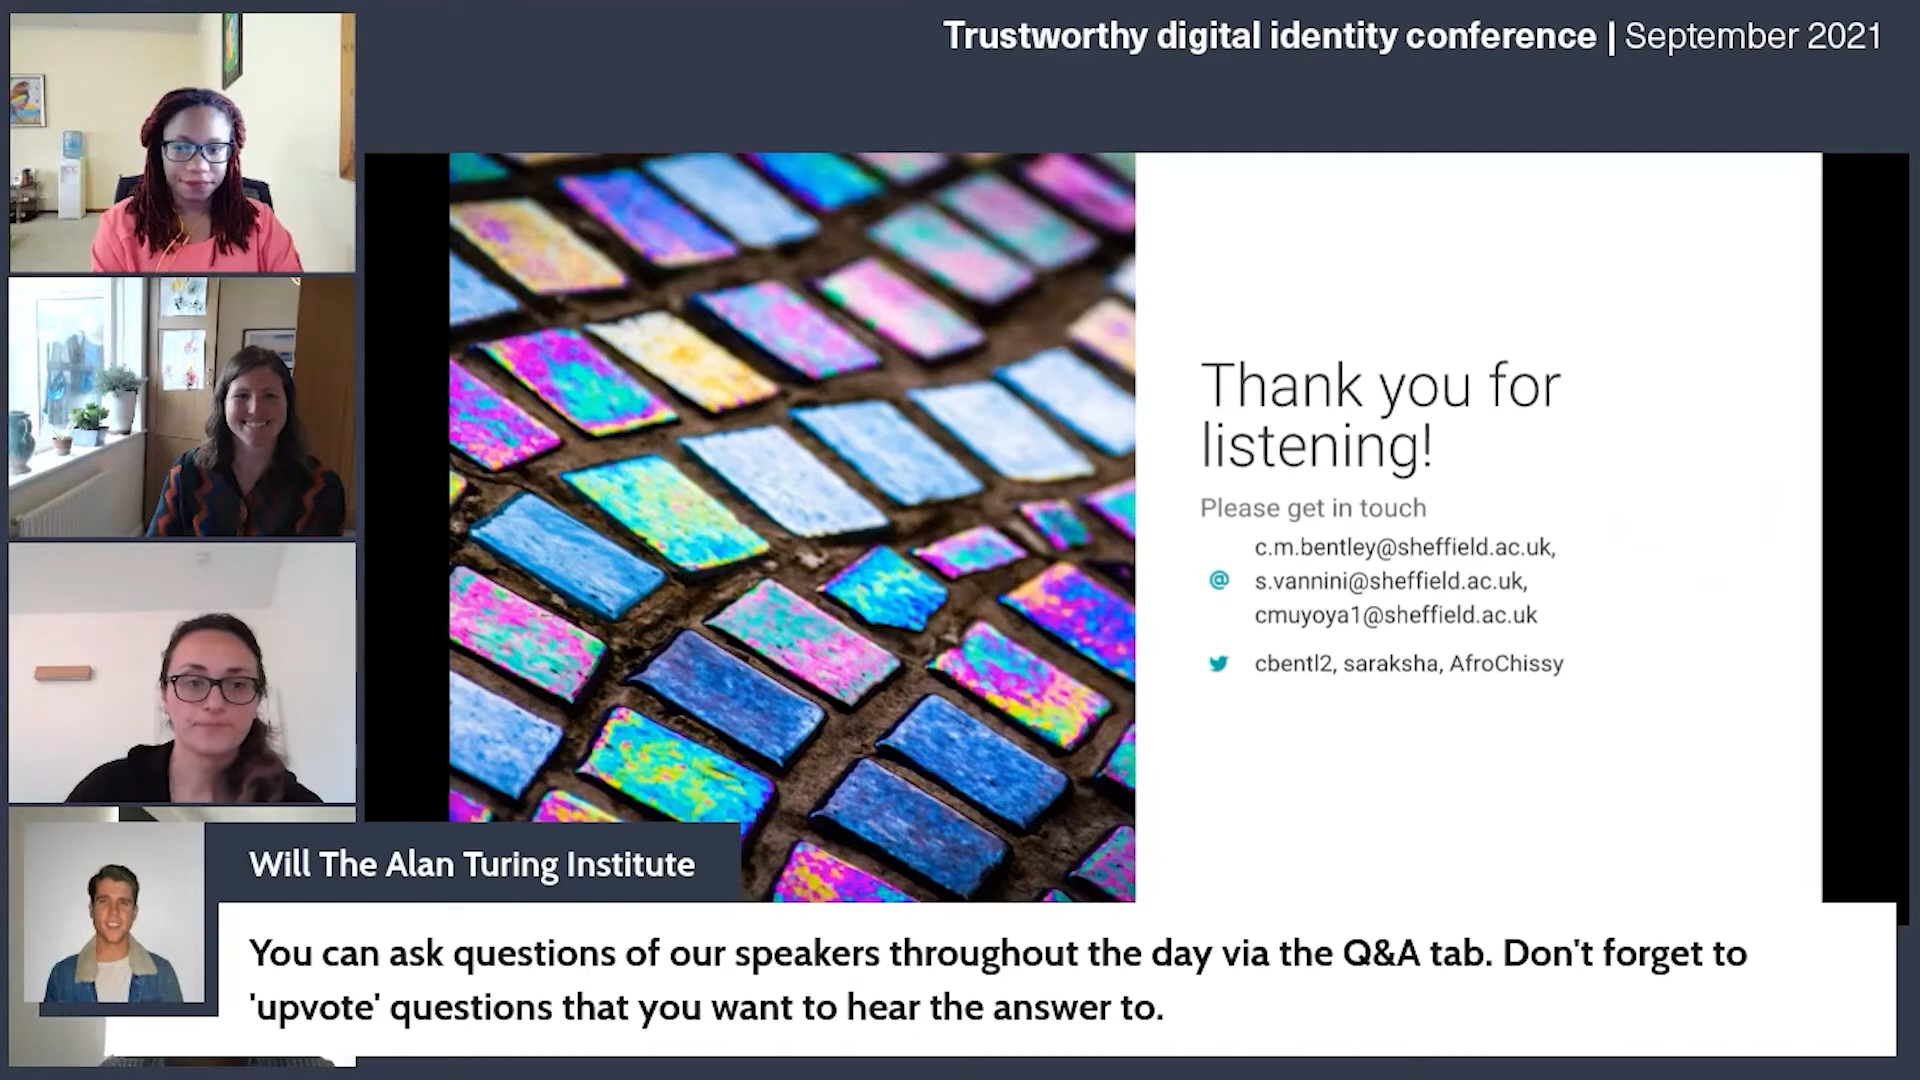 Trustworthy digital identity conference | September 2021
Thank you for
listening!
Please get in touch
c.m.bentley@sheffield.ac.uk,
@ s.vannini@sheffield.ac.uk,
cmuyoya1@sheffield.ac.uk
cbentl2, saraksha, AfroChissy
Will The Alan Turing Institute
You can ask questions of our speakers throughout the day via the Q&A tab. Don't forget to
'upvote' questions that you want to hear the answer to.